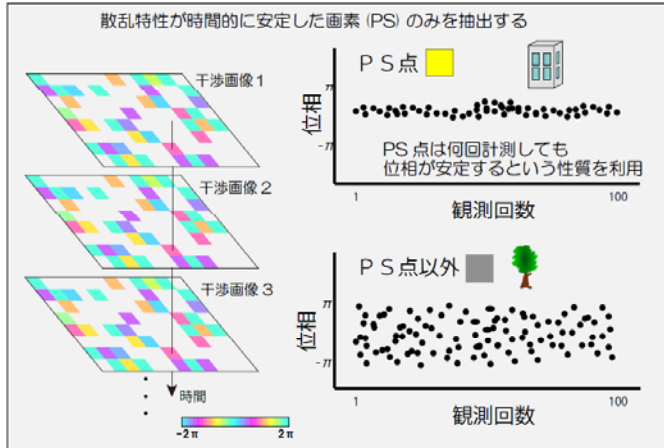 散乱特性が時間的に安定した画素 (PS) のみを抽出する
干渉画像1
干渉画像2
干渉画像3
時間
-2π
2π
PS点
π
位相
-π
PS点は何回計測しても
位相が安定するという性質を利用
1
100
観測回数
PS点以外
π
位相
-π
1
100
観測回数